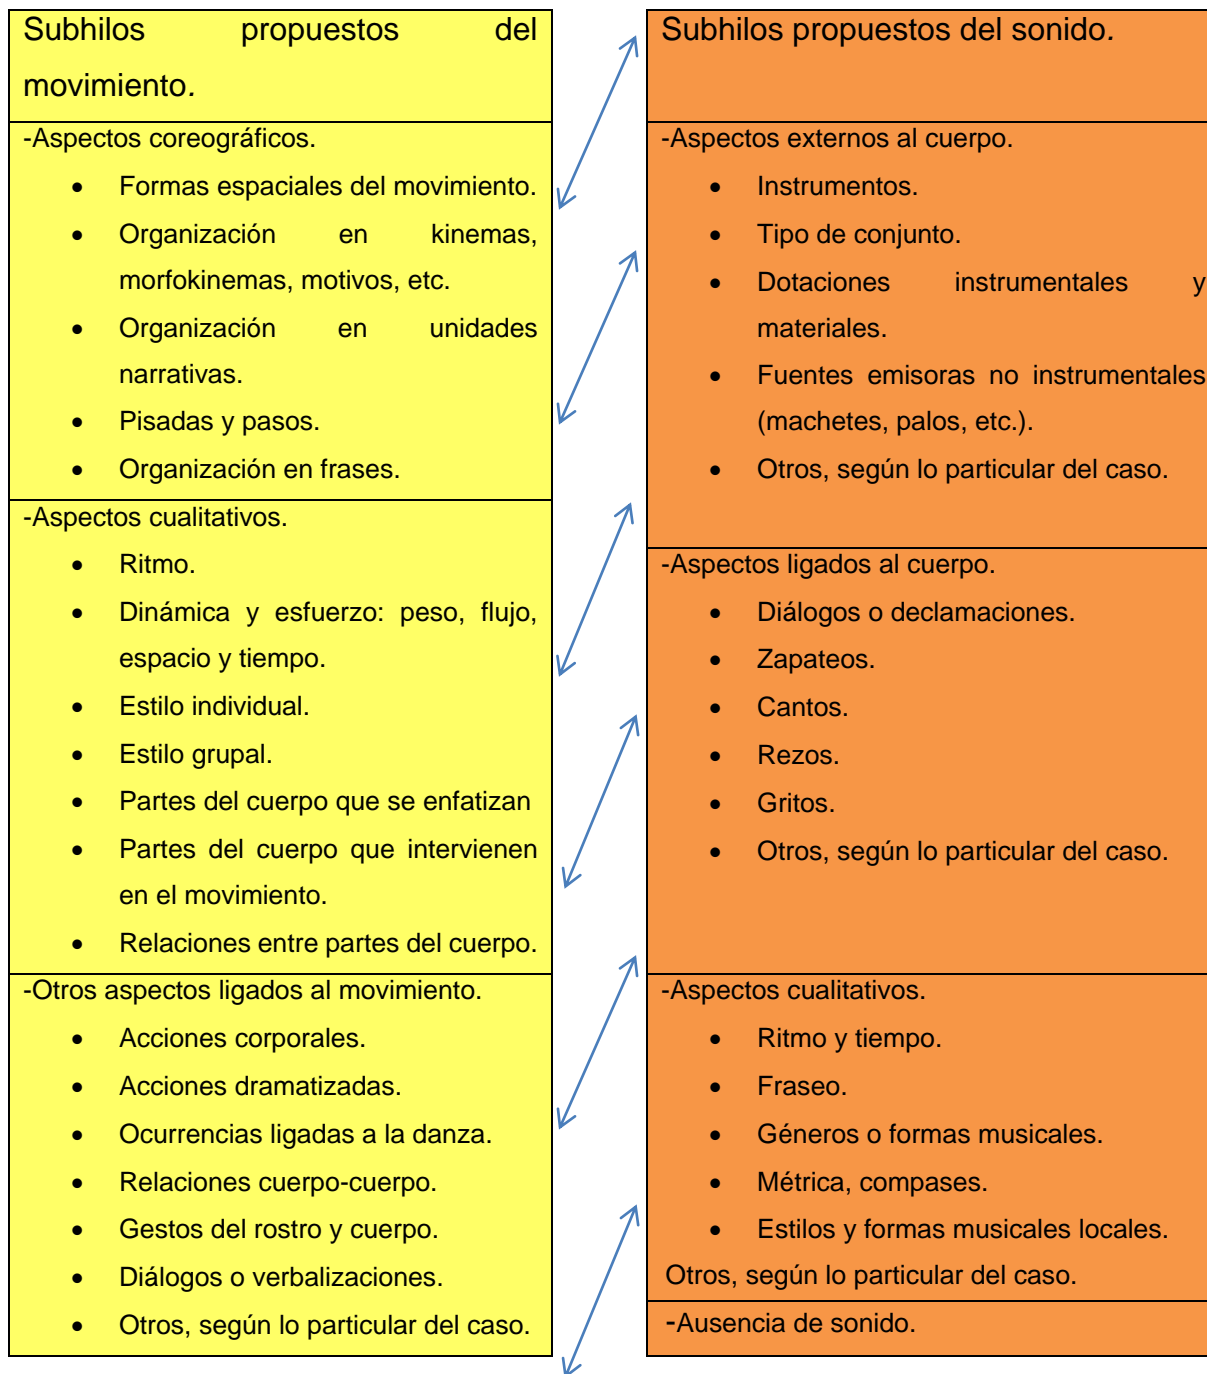 Subhilos propuestos del
movimiento.
-Aspectos coreográficos.
• Formas espaciales del movimiento.
• Organización en kinemas,
morfokinemas, motivos, etc.
• Organización en unidades
narrativas.
• Pisadas y pasos.
• Organización en frases.
-Aspectos cualitativos.
• Ritmo.
• Dinámica y esfuerzo: peso, flujo,
espacio y tiempo.
• Estilo individual.
• Estilo grupal.
• Partes del cuerpo que se enfatizan
• Partes del cuerpo que intervienen
en el movimiento.
• Relaciones entre partes del cuerpo.
-Otros aspectos ligados al movimiento.
• Acciones corporales.
• Acciones dramatizadas.
• Ocurrencias ligadas a la danza.
• Relaciones cuerpo-cuerpo.
• Gestos del rostro y cuerpo.
• Diálogos o verbalizaciones.
• Otros, según lo particular del caso.
Subhilos propuestos del sonido.
-Aspectos externos al cuerpo.
• Instrumentos.
• Tipo de conjunto.
• Dotaciones instrumentales y
materiales.
• Fuentes emisoras no instrumentales
(machetes, palos, etc.).
• Otros, según lo particular del caso.
-Aspectos ligados al cuerpo.
• Diálogos o declamaciones.
• Zapateos.
• Cantos.
• Rezos.
• Gritos.
• Otros, según lo particular del caso.
-Aspectos cualitativos.
• Ritmo y tiempo.
• Fraseo.
• Géneros o formas musicales.
• Métrica, compases.
• Estilos y formas musicales locales.
Otros, según lo particular del caso.
-Ausencia de sonido.